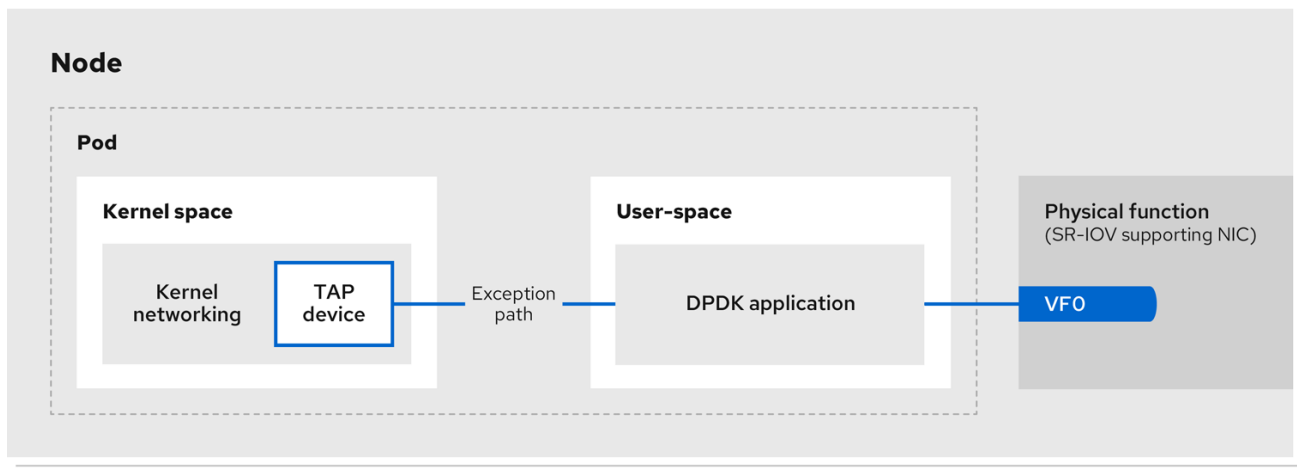 Node
Pod
Kernel space
Kernel
networking
TAP
device
Exception
path
User-space
DPDK application
Physical function
(SR-IOV supporting NIC)
VF0